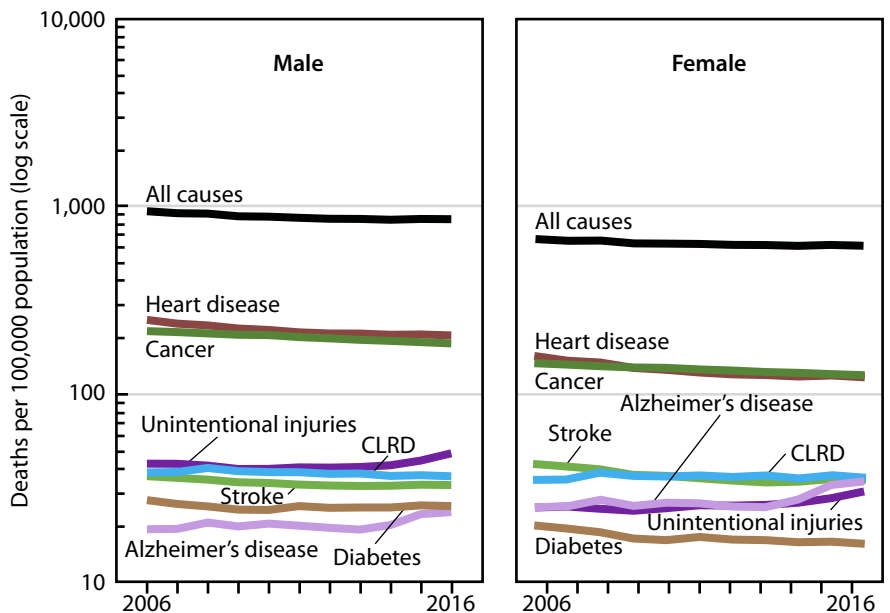 Deaths per 100,000 population (log scale)
10,000
1,000
100
10
Male
All causes
Heart disease
Cancer
Unintentional injuries
CLRD
Stroke
Alzheimer’s disease
Diabetes
2006
2016
Female
All causes
Heart disease
Cancer
Alzheimer’s disease
Stroke
CLRD
Unintentional injuries
Diabetes
2006
2016